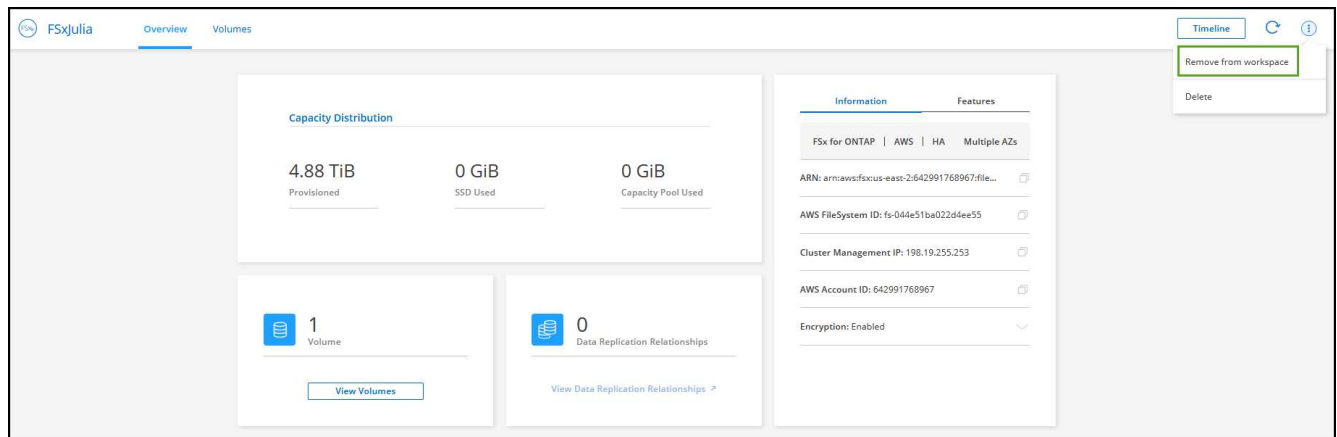 FSxN FSxJulia Overview Volumes Timeline
Remove from workspace
Delete
Capacity Distribution
4.88 TiB 0 GiB 0 GiB
Provisioned SSD Used Capacity Pool Used
1
Volume
View Volumes
0
Data Replication Relationships
View Data Replication Relationships
Information Features
FSx for ONTAP | AWS | HA Multiple AZs
ARN: arn:aws:fsx:us-east-2:642991768967:file...
AWS FileSystem ID: fs-044e51ba022d4ee55
Cluster Management IP: 198.19.255.253
AWS Account ID: 642991768967
Encryption: Enabled